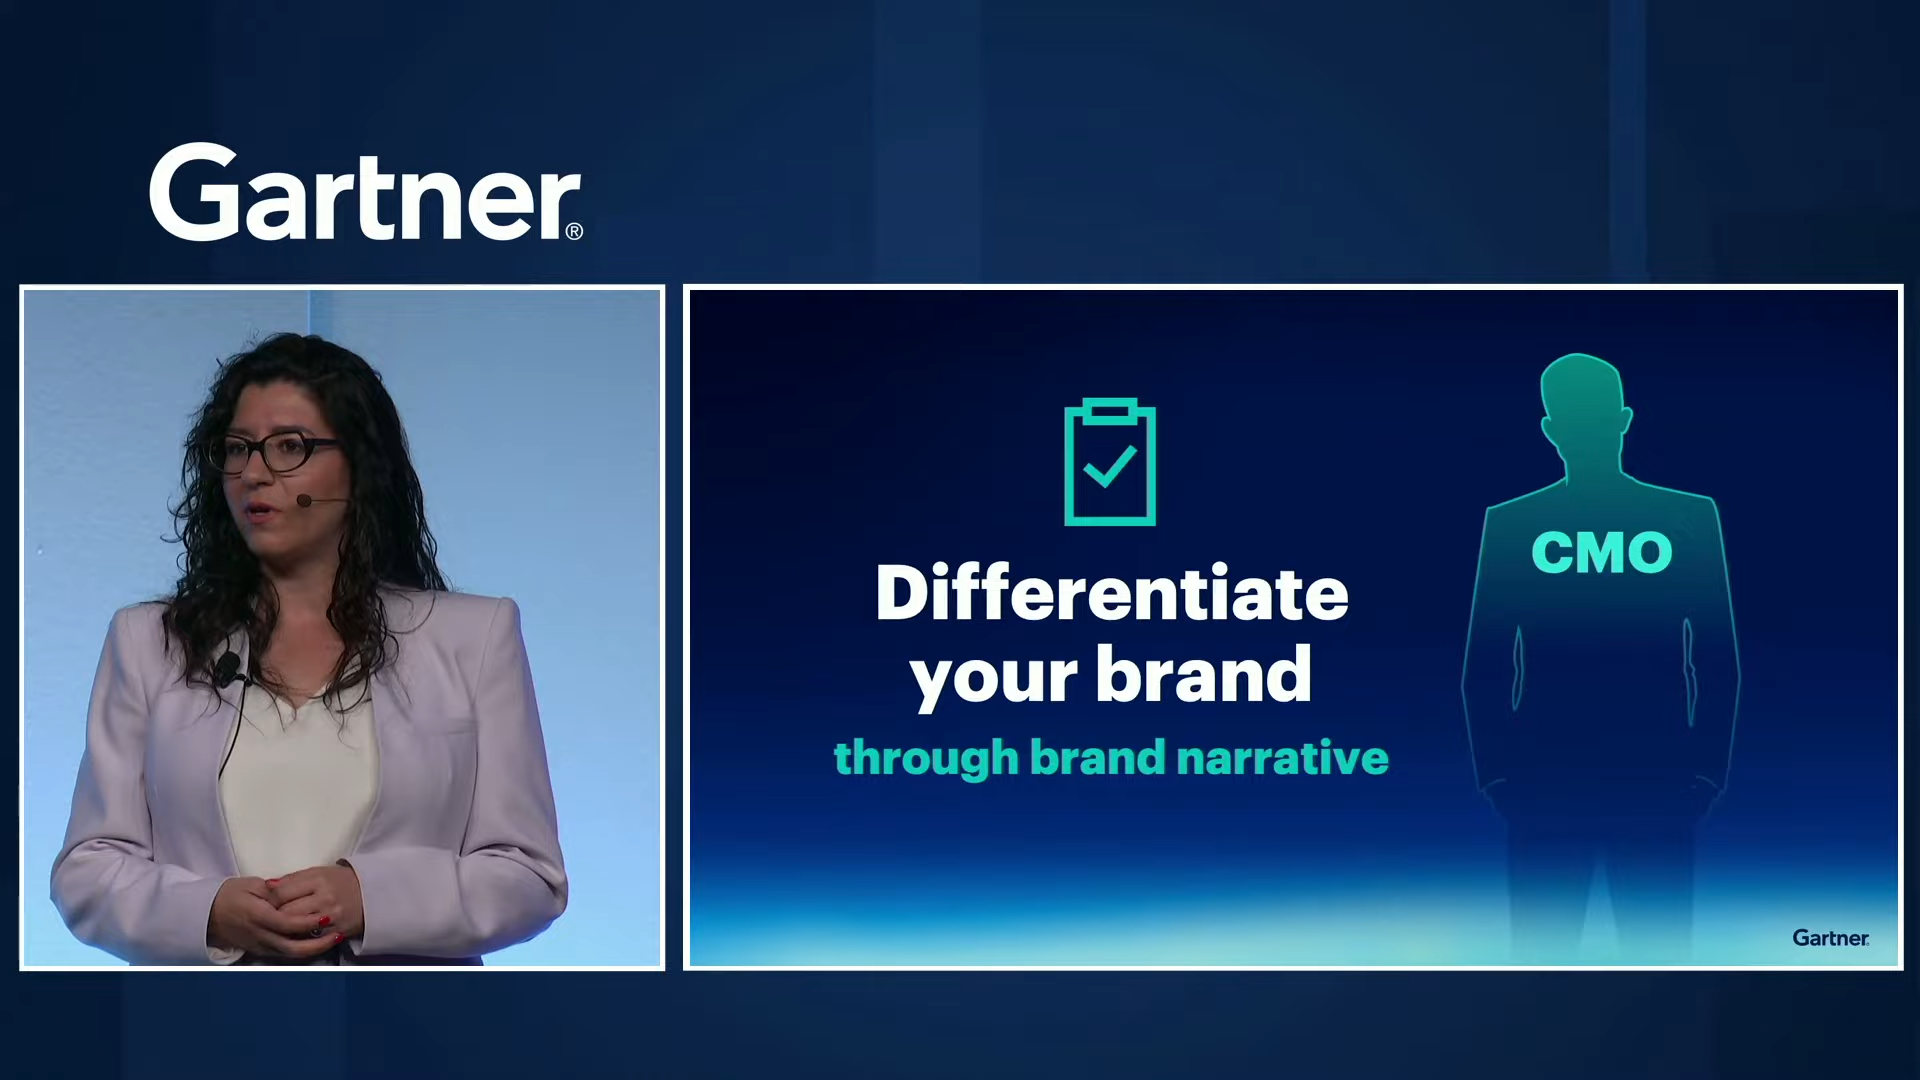 Gartner®
Differentiate
your brand
through brand narrative
CMO
Gartner